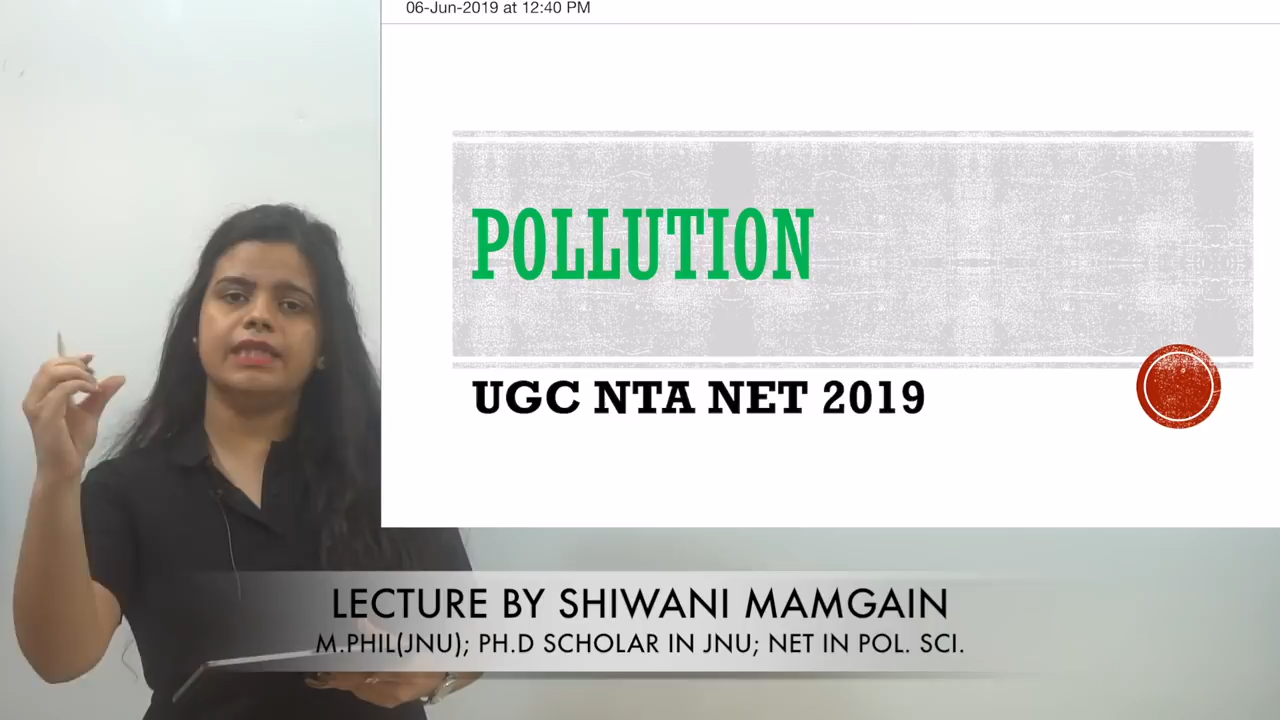 06-Jun-2019 at 12:40 PM
POLLUTION
UGC NTA NET 2019
LECTURE BY SHIWANI MAMGAIN
M.PHIL(JNU); PH.D SCHOLAR IN JNU; NET IN POL. SCI.